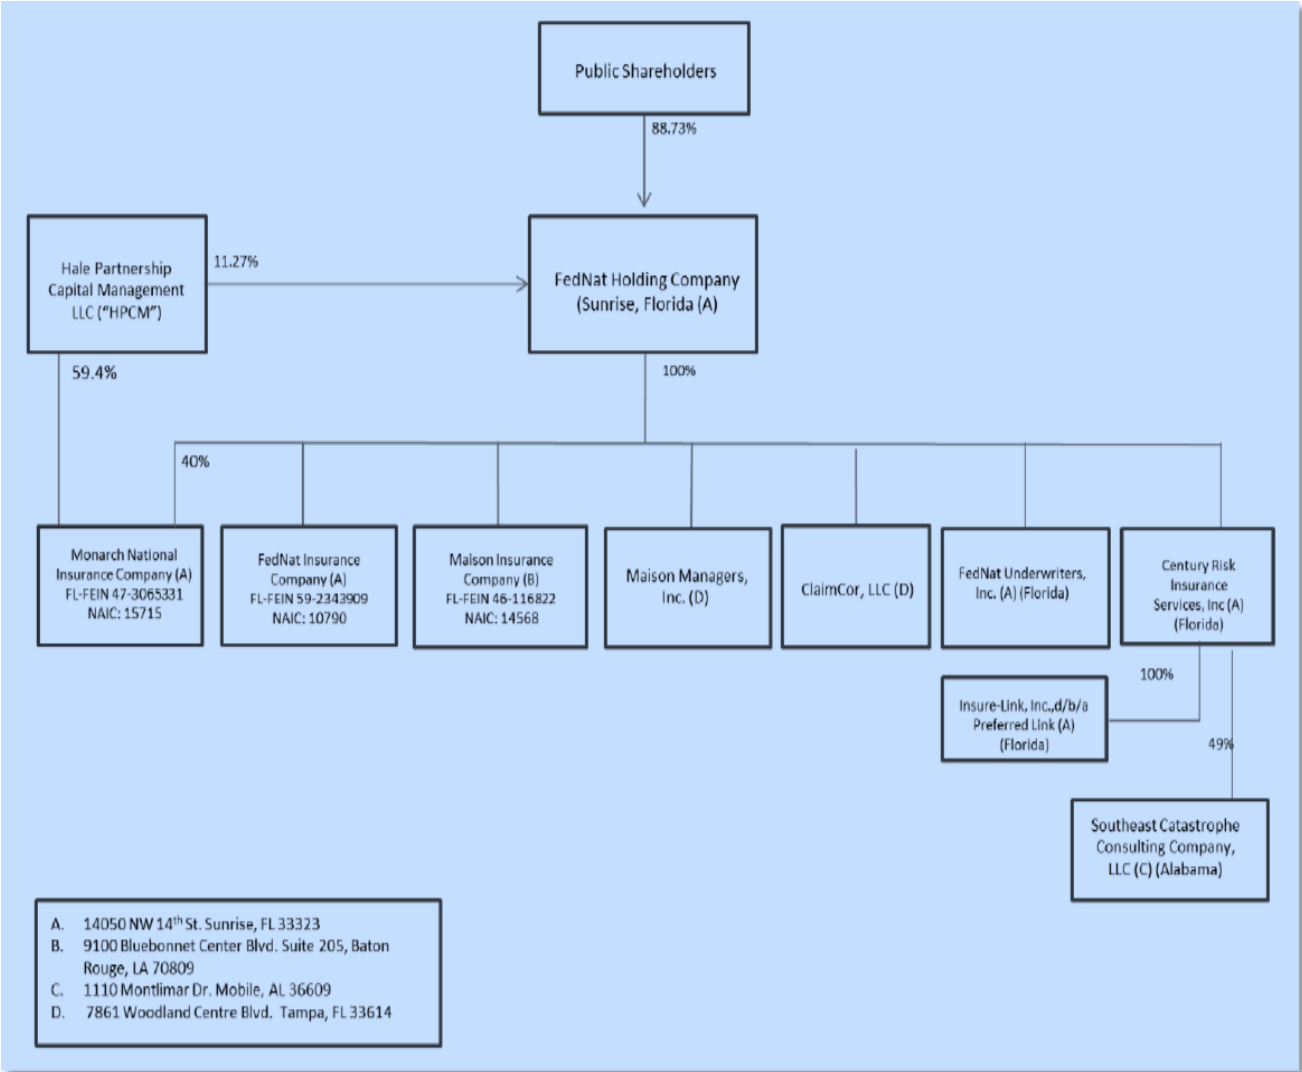 Public Shareholders
88.73%
Hale Partnership
Capital Management
LLC (“HPCM”)
11.27%
FedNat Holding Company
(Sunrise, Florida (A)
59.4%
100%
40%
Monarch National
Insurance Company (A)
FL-FEIN 47-3065331
NAIC: 15715
FedNat Insurance
Company (A)
FL-FEIN 59-2343909
NAIC: 10790
Maison Insurance
Company (B)
FL-FEIN 46-116822
NAIC: 14568
Maison Managers,
Inc. (D)
ClaimCor, LLC (D)
FedNat Underwriters,
Inc. (A) (Florida)
Century Risk
Insurance
Services, Inc (A)
(Florida)
100%
Insure-Link, Inc.,d/b/a
Preferred Link (A)
(Florida)
49%
Southeast Catastrophe
Consulting Company,
LLC (C) (Alabama)
A. 14050 NW 14th St. Sunrise, FL 33323
B. 9100 Bluebonnet Center Blvd. Suite 205, Baton
Rouge, LA 70809
C. 1110 Montlimar Dr. Mobile, AL 36609
D. 7861 Woodland Centre Blvd. Tampa, FL 33614